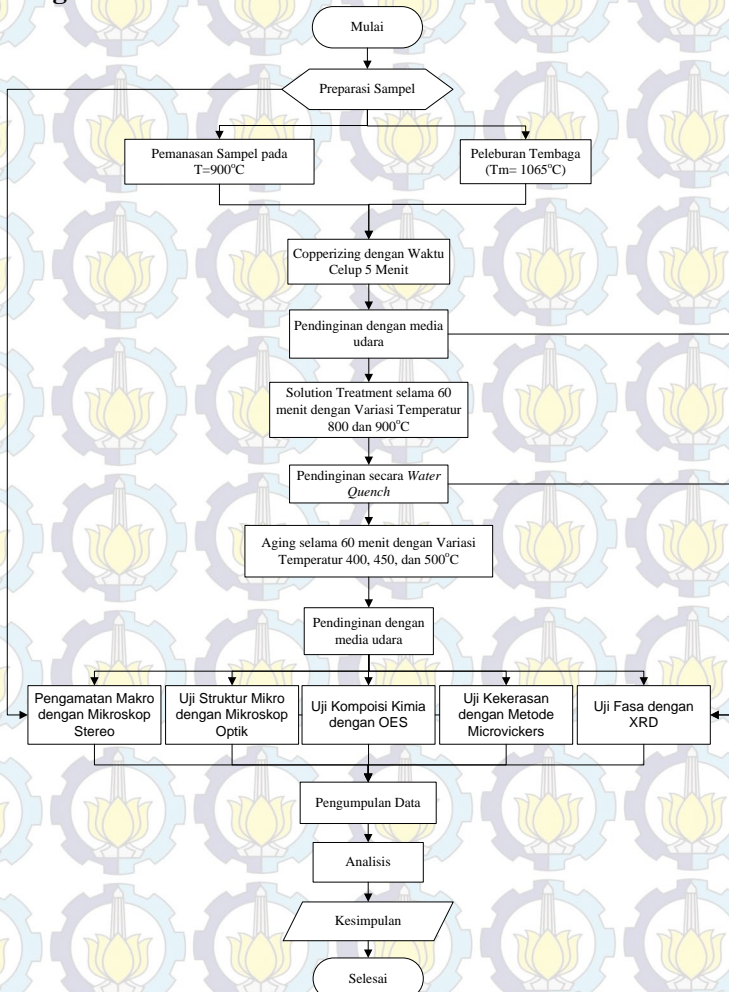 Mulai
Preparasi Sampel
Pemanasan Sampel pada
T=900°C
Peleburan Tembaga
(Tm= 1065°C)
Copperizing dengan Waktu
Celup 5 Menit
Pendinginan dengan media
udara
Solution Treatment selama 60
menit dengan Variasi Temperatur
800 dan 900°C
Pendinginan secara Water
Quench
Aging selama 60 menit dengan Variasi
Temperatur 400, 450, dan 500°C
Pendinginan dengan
media udara
Pengamatan Makro
dengan Mikroskop
Stereo
Uji Struktur Mikro
dengan Mikroskop
Optik
Uji Kompoisi Kimia
dengan OES
Uji Kekerasan
dengan Metode
Microvickers
Uji Fasa dengan
XRD
Pengumpulan Data
Analisis
Kesimpulan
Selesai